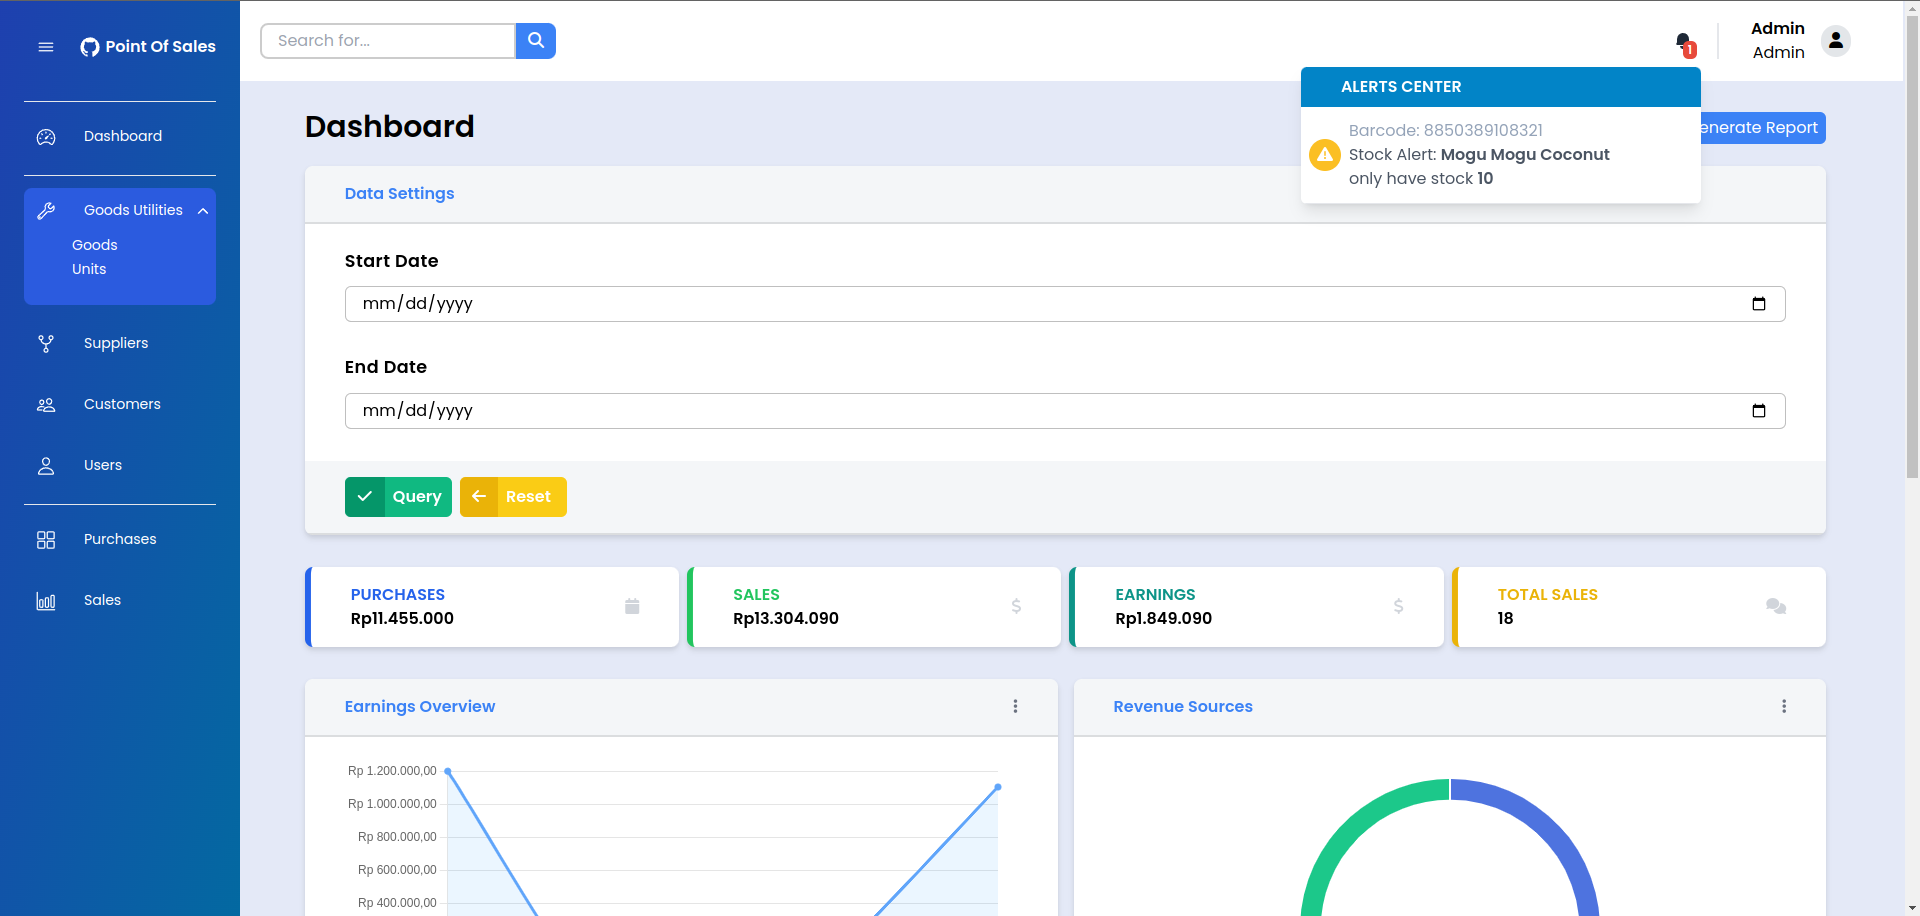 Point Of Sales
Dashboard
Goods Utilities
Goods
Units
Suppliers
Customers
Users
Purchases
Sales
Search for...
1
Admin
Admin
ALERTS CENTER
Barcode: 8850389108321
Stock Alert: Mogu Mogu Coconut
only have stock 10
Dashboard
enerate Report
Data Settings
Start Date
mm/dd/yyyy
End Date
mm/dd/yyyy
Query
Reset
PURCHASES
Rp11.455.000
SALES
Rp13.304.090
EARNINGS
Rp1.849.090
TOTAL SALES
18
Earnings Overview
Rp 1.200.000,00
Rp 1.000.000,00
Rp 800.000,00
Rp 600.000,00
Rp 400.000,00
Revenue Sources